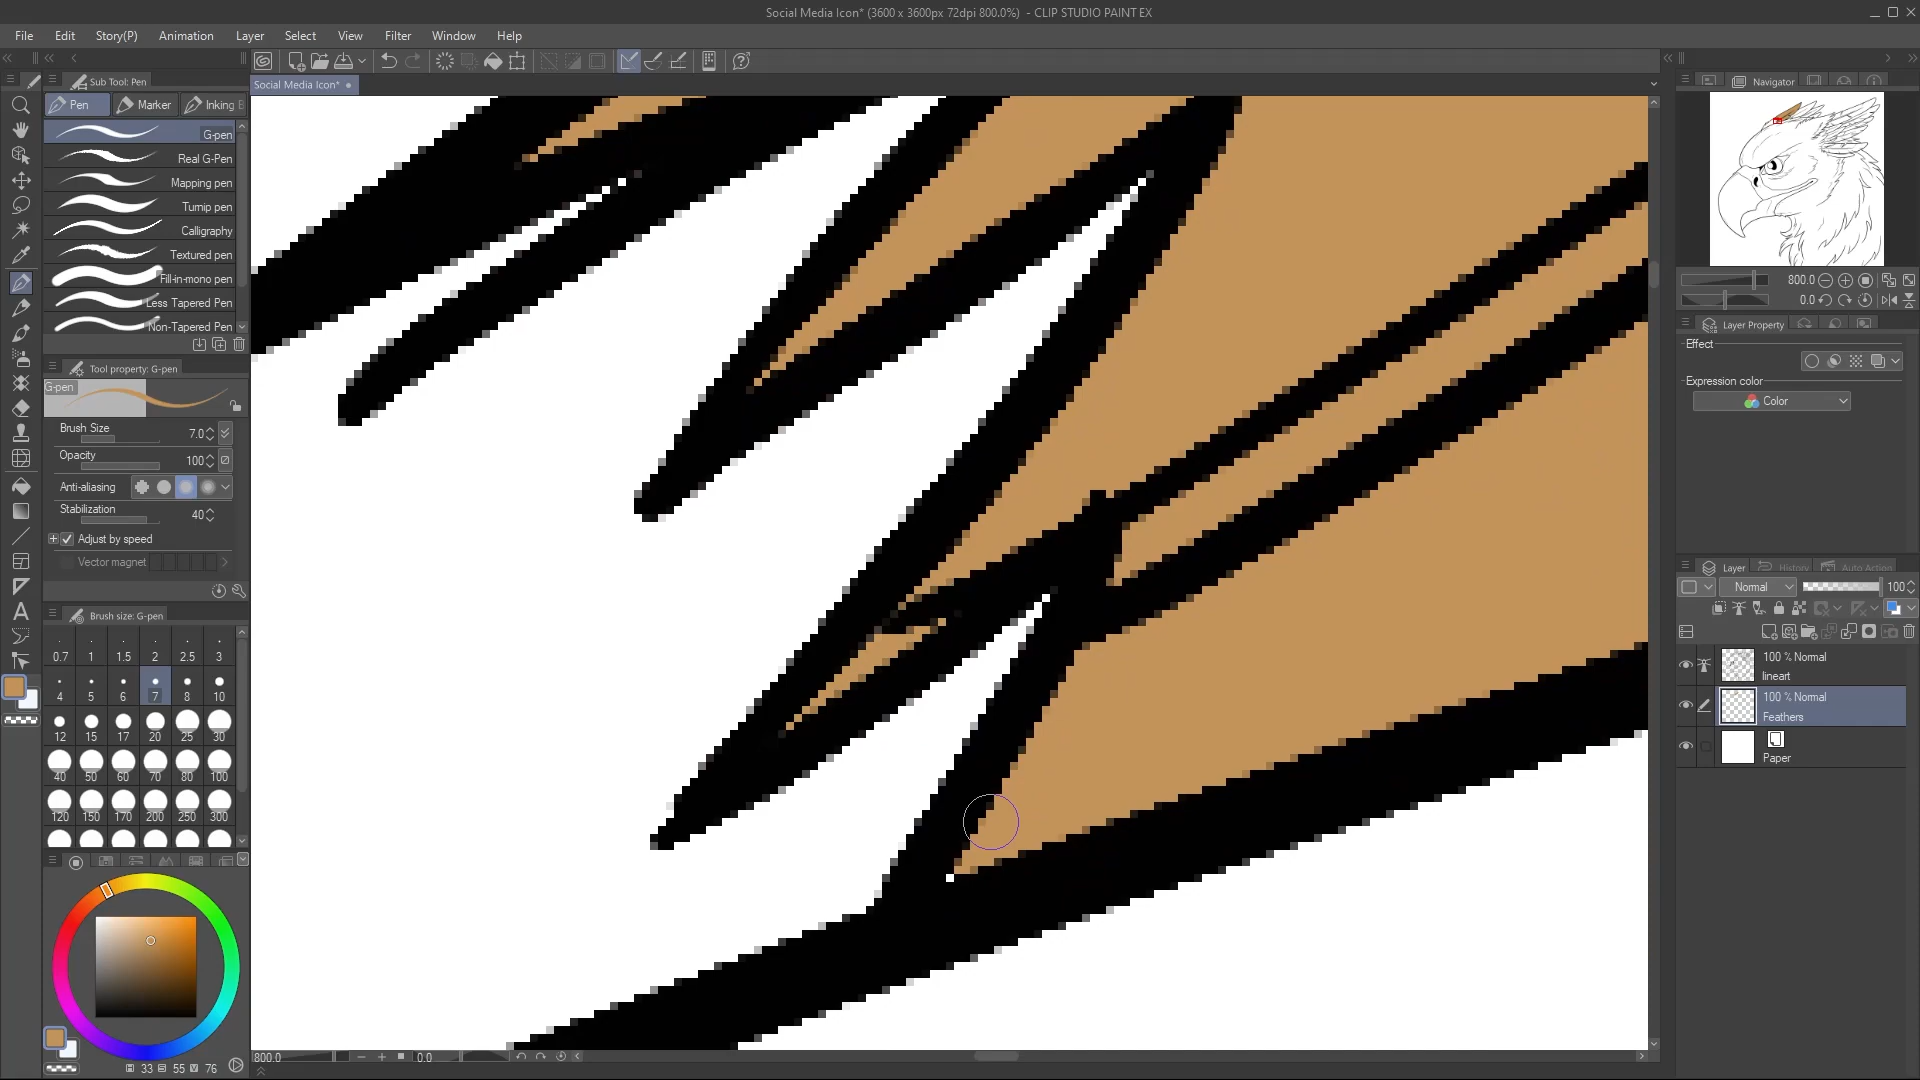 Social Media Icon* (3600 x 3600px 72dpi 800.0%) - CLIP STUDIO PAINT EX
File Edit Story(P) Animation Layer Select View Filter Window Help
Sub Tool: Pen
Social Media Icon*
Navigator
Pen Marker Inking
G-pen
Real G-Pen
Mapping pen
Turnip pen
Calligraphy
Textured pen
Fill-in-mono pen
Less Tapered Pen
Non-Tapered Pen
Tool property: G-pen
G-pen
Brush Size 7.0
Opacity 100
Anti-aliasing
Stabilization 40
Adjust by speed
Vector magnet
Brush size: G-pen
0.7 1 1.5 2 2.5 3
4 5 6 7 8 10
12 15 17 20 25 30
40 50 60 70 80 100
120 150 170 200 250 300
33 55 76
800.0 0.0
800.0
0.0
Layer Property
Effect
Expression color
Color
Layer History Auto Action
Normal 100
100 % Normal
lineart
100 % Normal
Feathers
Paper